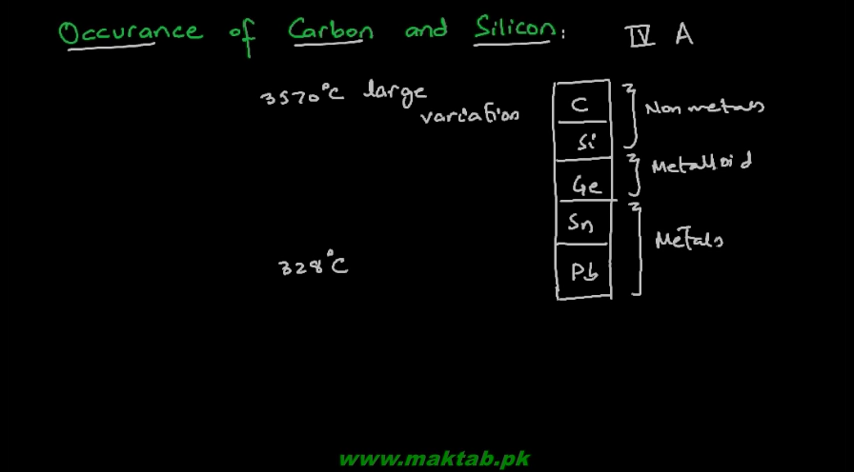 Occurance of Carbon and Silicon: IV A
3570°C large
variation
C
Non metals
Si
Metalloid
Ge
Sn
Metals
328°C
Pb
www.maktab.pk